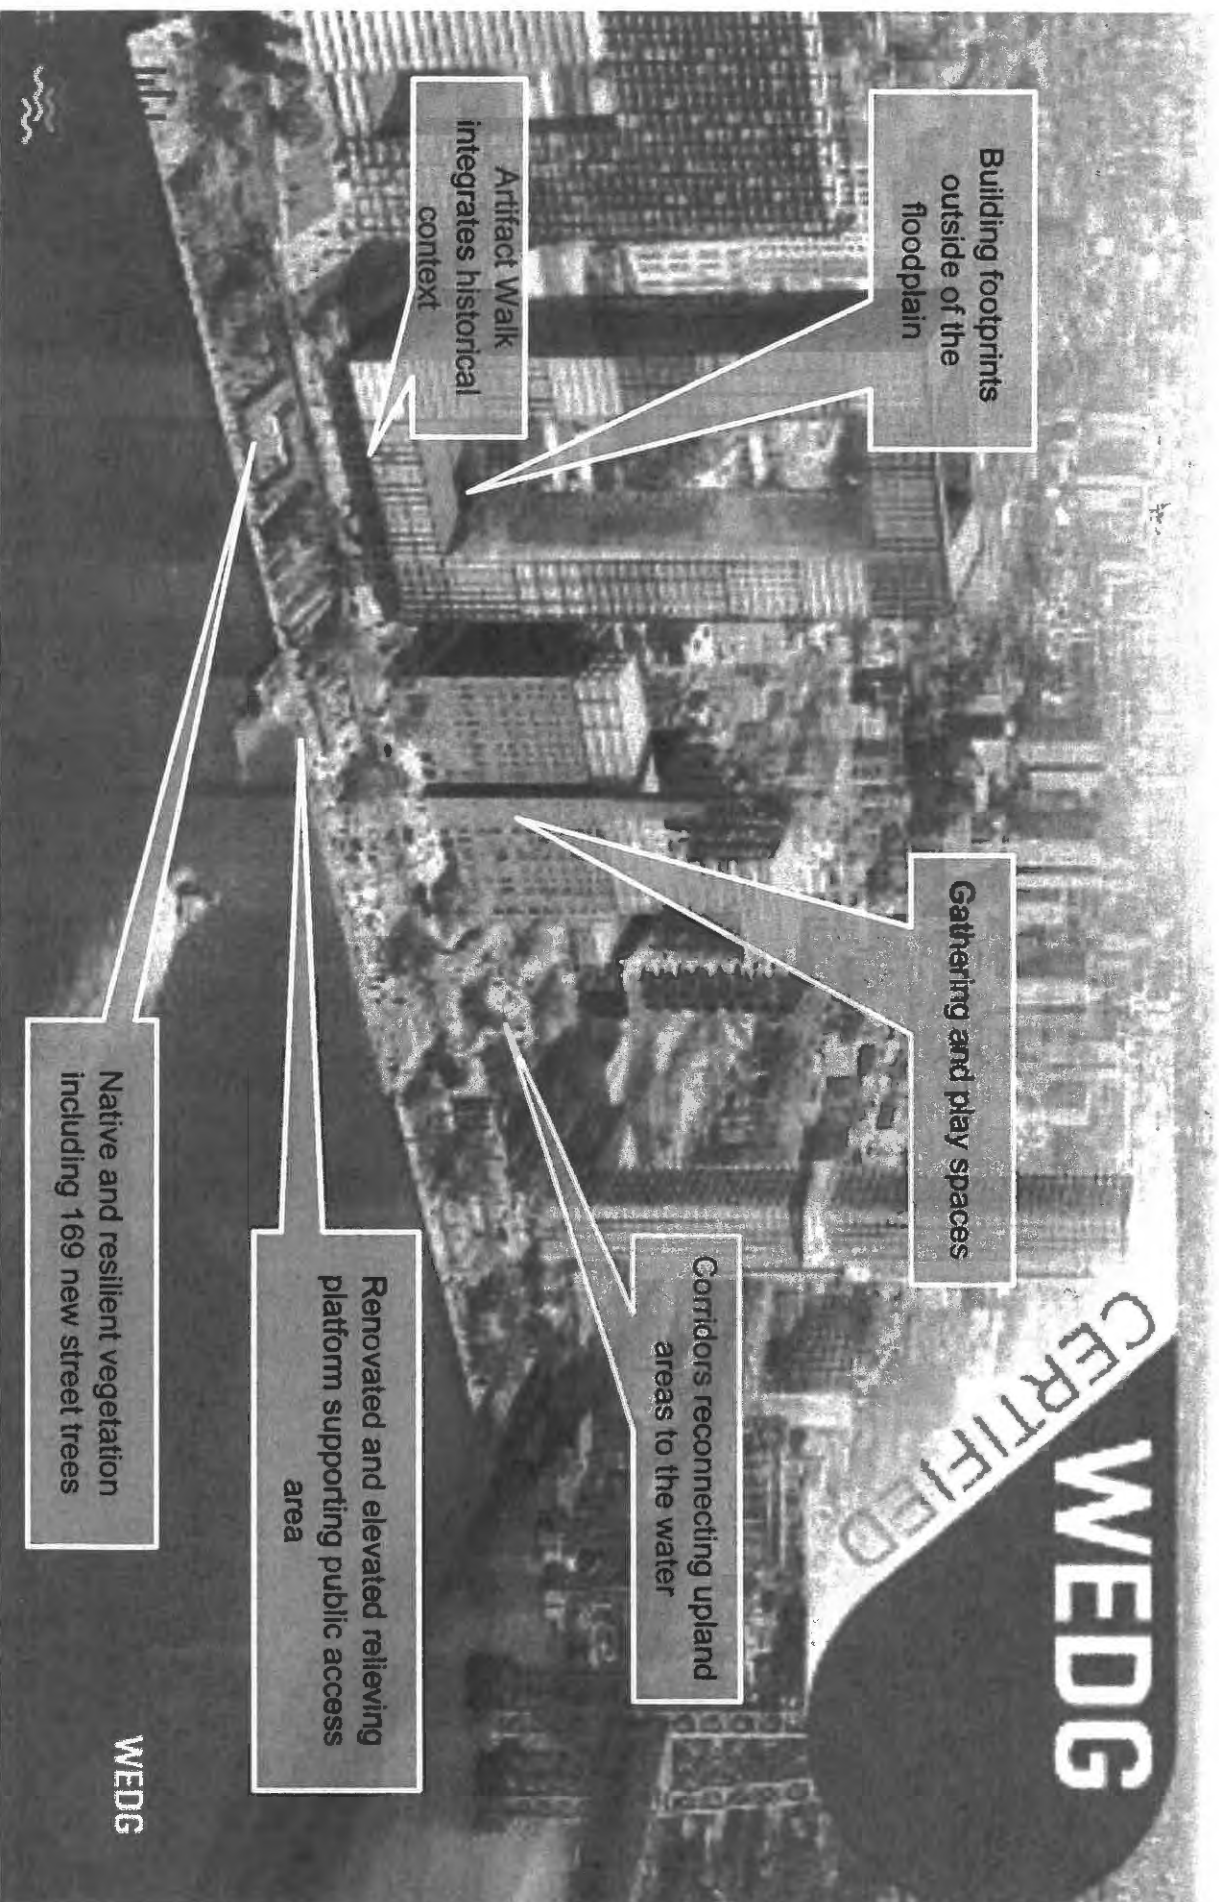 CERTIFIED
WEDG
Building footprints
outside of the
floodplain
Gathering and play spaces
Artifact Walk
integrates historical
context
Corridors reconnecting upland
areas to the water
Renovated and elevated relieving
platform supporting public access
area
Native and resilient vegetation
including 169 new street trees
WEDG